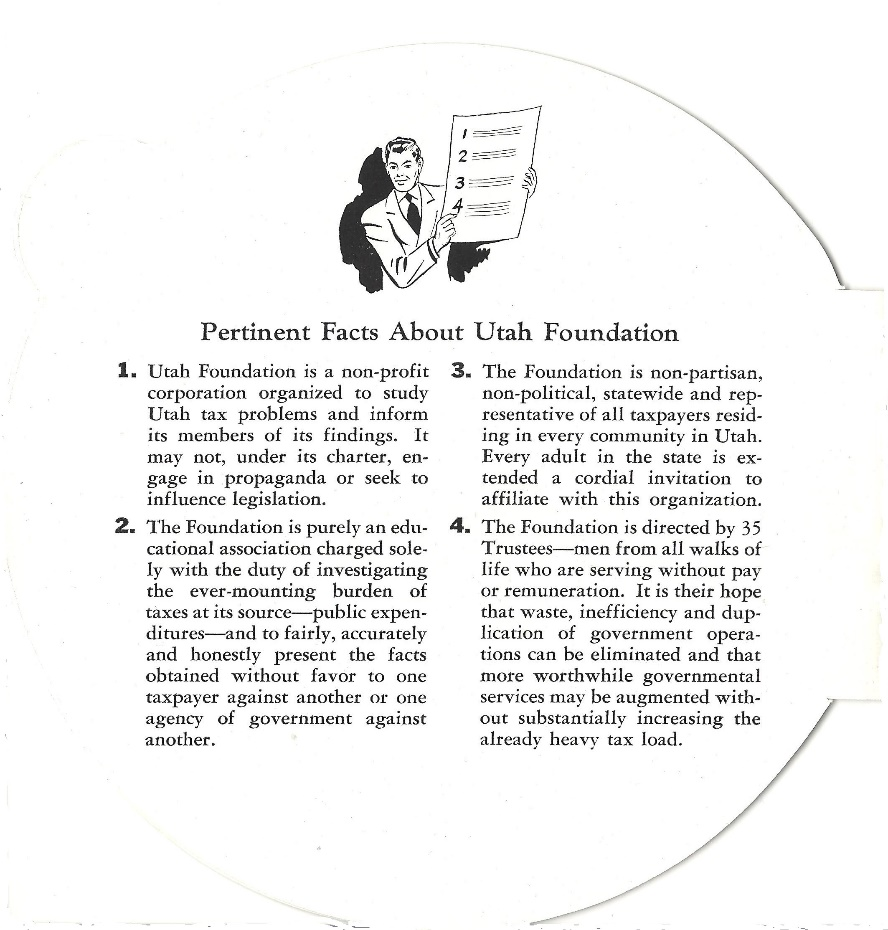 1
2
3
4
Pertinent Facts About Utah Foundation
1. Utah Foundation is a non-profit
corporation organized to study
Utah tax problems and inform
its members of its findings. It
may not, under its charter, en-
gage in propaganda or seek to
influence legislation.
2. The Foundation is purely an edu-
cational association charged sole-
ly with the duty of investigating
the ever-mounting burden of
taxes at its source—public expen-
ditures—and to fairly, accurately
and honestly present the facts
obtained without favor to one
taxpayer against another or one
agency of government against
another.
3. The Foundation is non-partisan,
non-political, statewide and rep-
resentative of all taxpayers resid-
ing in every community in Utah.
Every adult in the state is ex-
tended a cordial invitation to
affiliate with this organization.
4. The Foundation is directed by 35
Trustees—men from all walks of
life who are serving without pay
or remuneration. It is their hope
that waste, inefficiency and dup-
lication of government opera-
tions can be eliminated and that
more worthwhile governmental
services may be augmented with-
out substantially increasing the
already heavy tax load.